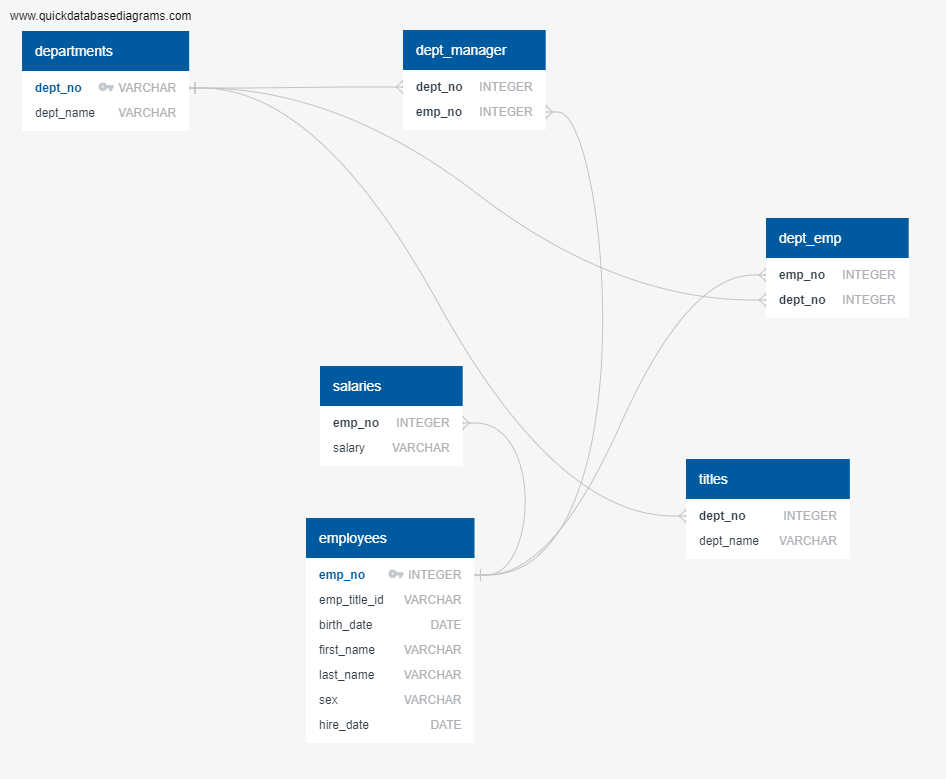 www.quickdatabasediagrams.com
departments
dept_no VARCHAR
dept_name VARCHAR
dept_manager
dept_no INTEGER
emp_no INTEGER
dept_emp
emp_no INTEGER
dept_no INTEGER
salaries
emp_no INTEGER
salary VARCHAR
titles
dept_no INTEGER
dept_name VARCHAR
employees
emp_no INTEGER
emp_title_id VARCHAR
birth_date DATE
first_name VARCHAR
last_name VARCHAR
sex VARCHAR
hire_date DATE